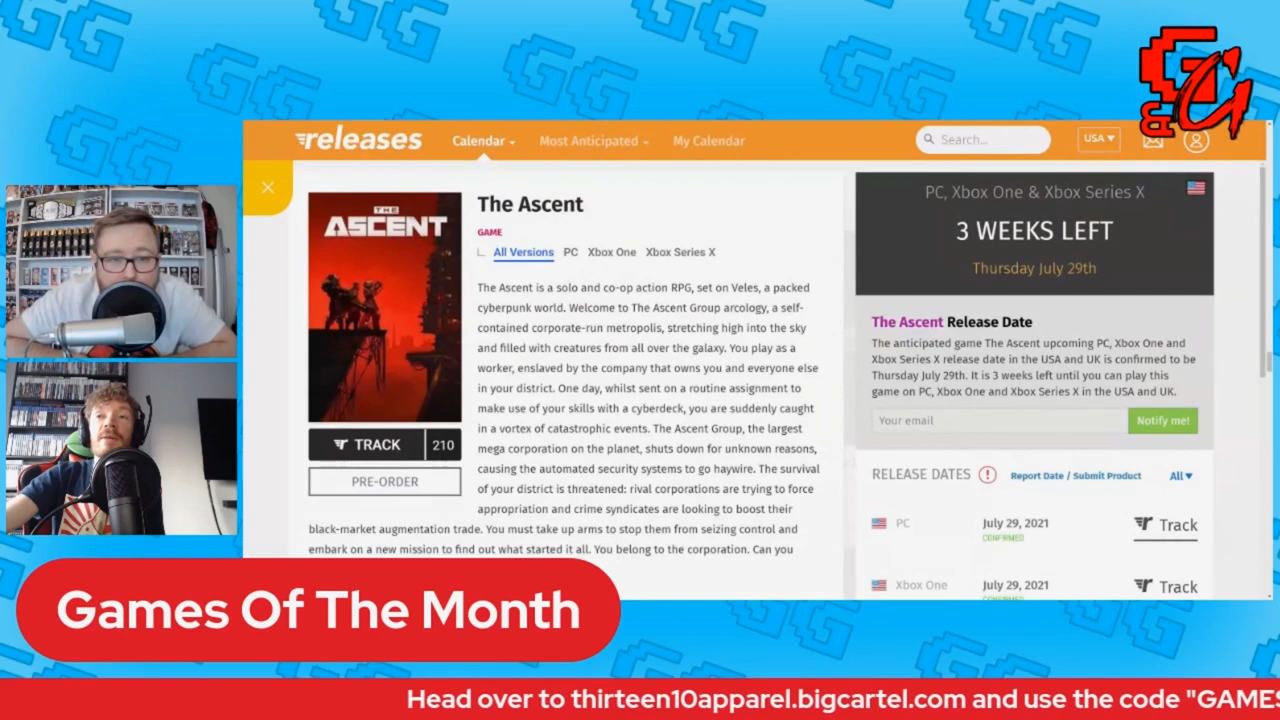 releases
Calendar
Most Anticipated
My Calendar
Search...
USA
THE
ASCENT
TRACK 210
PRE-ORDER
The Ascent
GAME
All Versions PC Xbox One Xbox Series X
The Ascent is a solo and co-op action RPG, set on Veles, a packed
cyberpunk world. Welcome to The Ascent Group arcology, a self-
contained corporate-run metropolis, stretching high into the sky
and filled with creatures from all over the galaxy. You play as a
worker, enslaved by the company that owns you and everyone else
in your district. One day, whilst sent on a routine assignment to
make use of your skills with a cyberdeck, you are suddenly caught
in a vortex of catastrophic events. The Ascent Group, the largest
mega corporation on the planet, shuts down for unknown reasons,
causing the automated security systems to go haywire. The survival
of your district is threatened: rival corporations are trying to force
appropriation and crime syndicates are looking to boost their
black-market augmentation trade. You must take up arms to stop them from seizing control and
embark on a new mission to find out what started it all. You belong to the corporation. Can you
PC, Xbox One & Xbox Series X
3 WEEKS LEFT
Thursday July 29th
The Ascent Release Date
The anticipated game The Ascent upcoming PC, Xbox One and
Xbox Series X release date in the USA and UK is confirmed to be
Thursday July 29th. It is 3 weeks left until you can play this
game on PC, Xbox One and Xbox Series X in the USA and UK.
Your email
Notify me!
RELEASE DATES Report Date / Submit Product All
PC July 29, 2021 Track
CONFIRMED
Xbox One July 29, 2021 Track
CONFIRMED
Games Of The Month
Head over to thirteen10apparel.bigcartel.com and use the code "GAMES